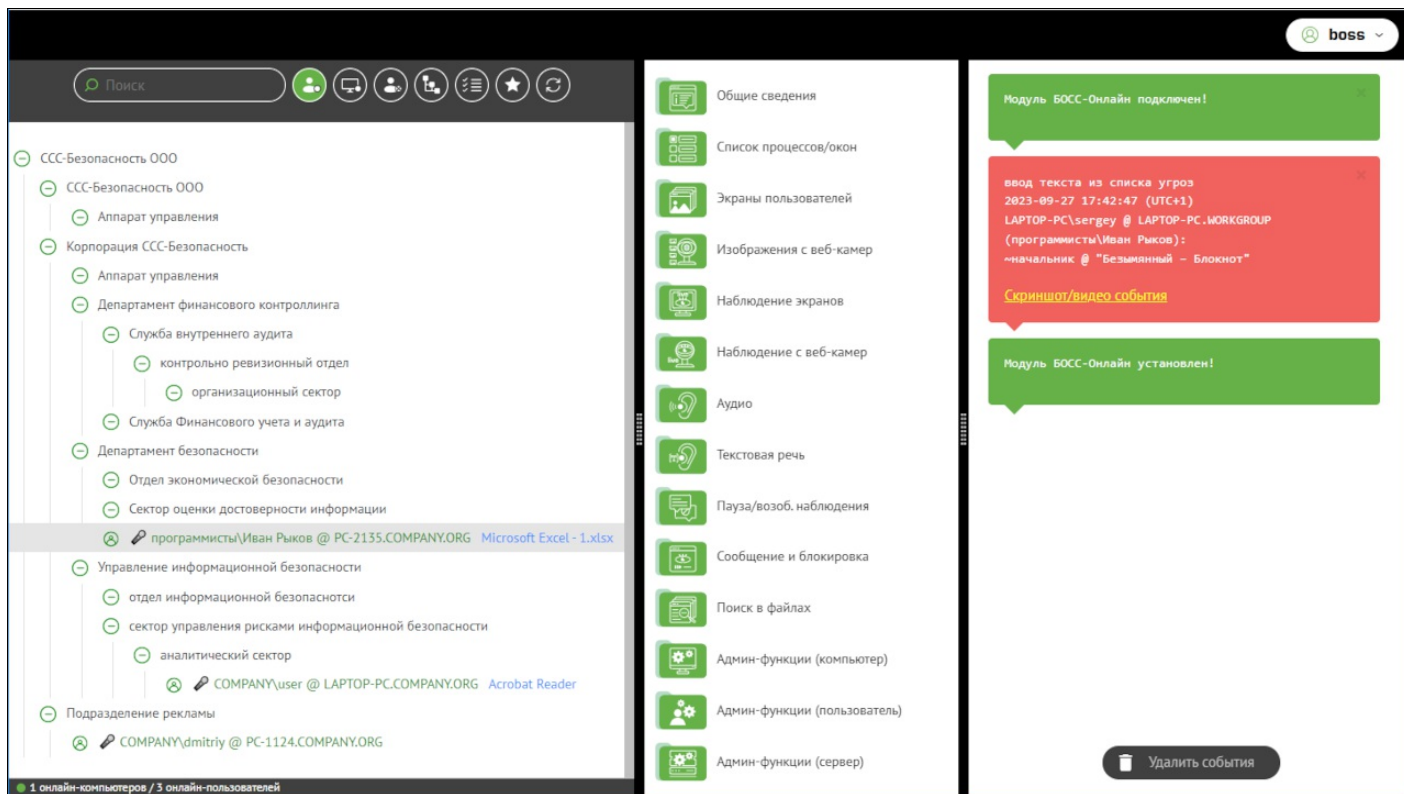 boss
Поиск
ССС-Безопасность ООО
ССС-Безопасность ООО
Аппарат управления
Корпорация ССС-Безопасность
Аппарат управления
Департамент финансового контроллинга
Служба внутреннего аудита
контрольно ревизионный отдел
организационный сектор
Служба Финансового учета и аудита
Департамент безопасности
Отдел экономической безопасности
Сектор оценки достоверности информации
программисты\Иван Рыков @ PC-2135.COMPANY.ORG Microsoft Excel - 1.xlsx
Управление информационной безопасности
отдел информационной безопаснотси
сектор управления рисками информационной безопасности
аналитический сектор
COMPANY\user @ LAPTOP-PC.COMPANY.ORG Acrobat Reader
Подразделение рекламы
COMPANY\dmitriy @ PC-1124.COMPANY.ORG
1 онлайн-компьютеров / 3 онлайн-пользователей
Общие сведения
Список процессов/окон
Экраны пользователей
Изображения с веб-камер
Наблюдение экранов
Наблюдение с веб-камер
Аудио
Текстовая речь
Пауза/возоб. наблюдения
Сообщение и блокировка
Поиск в файлах
Админ-функции (компьютер)
Админ-функции (пользователь)
Админ-функции (сервер)
Модуль БОСС-Онлайн подключен!
ввод текста из списка угроз
2023-09-27 17:42:47 (UTC+1)
LAPTOP-PC\sergey @ LAPTOP-PC.WORKGROUP
(программисты\Иван Рыков):
~начальник @ "Безымянный – Блокнот"
Скриншот/видео события
Модуль БОСС-Онлайн установлен!
Удалить события